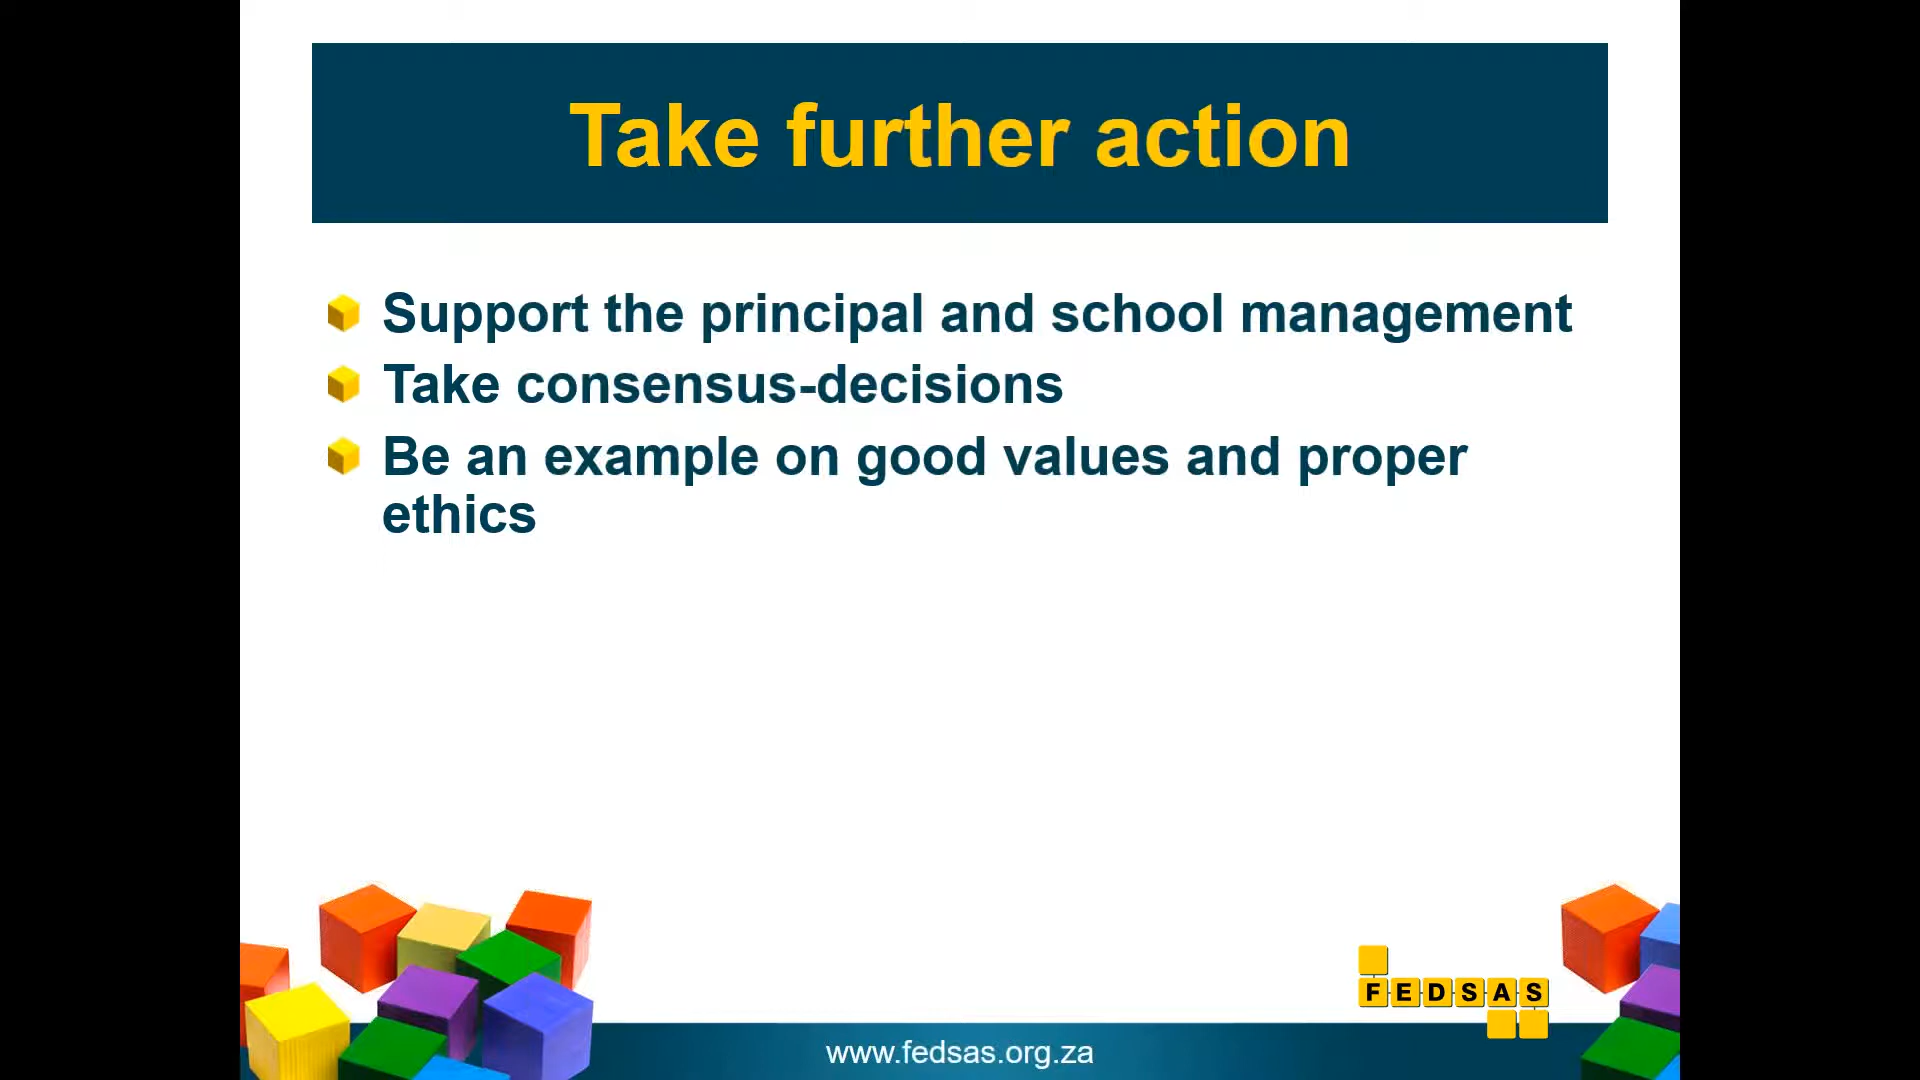 Take further action
Support the principal and school management
Take consensus-decisions
Be an example on good values and proper
ethics
FEDSAS
www.fedsas.org.za